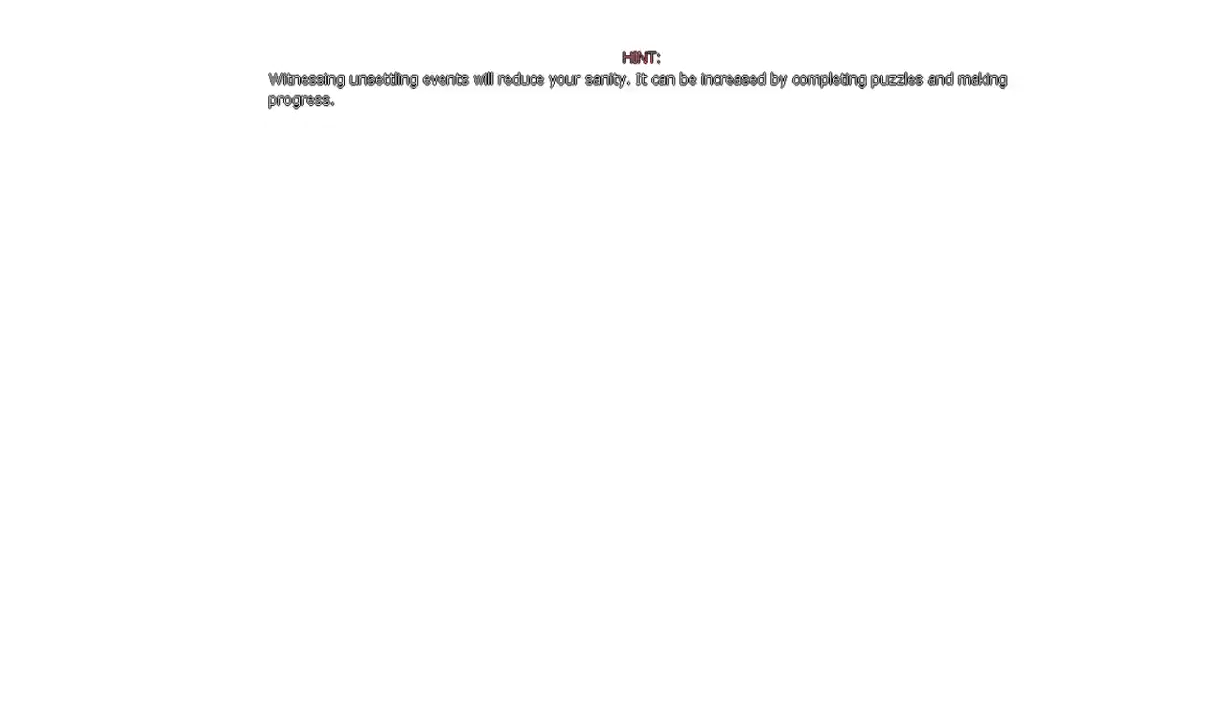 HINT:
Witnessing unsettling events will reduce your sanity. It can be increased by completing puzzles and making
progress.